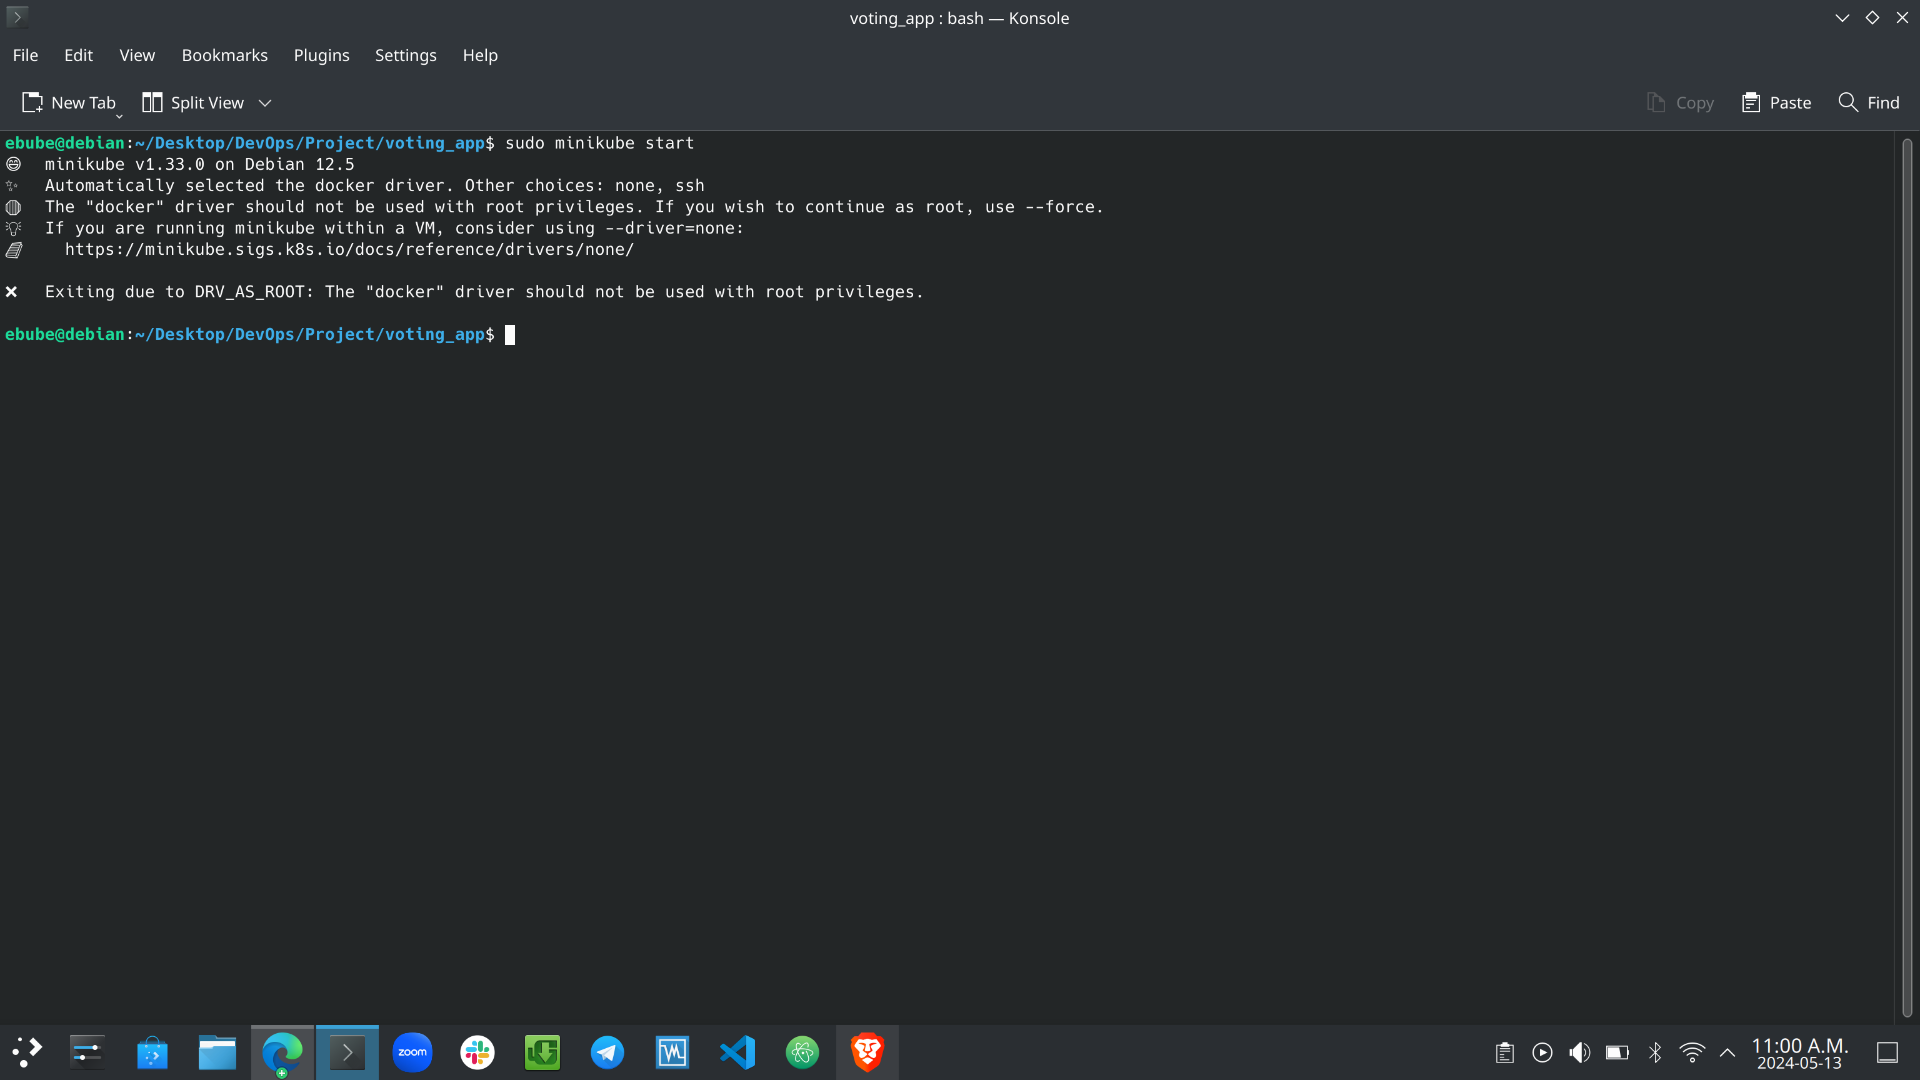 voting_app : bash — Konsole
File Edit View Bookmarks Plugins Settings Help
New Tab Split View Copy Paste Find
ebube@debian:~/Desktop/DevOps/Project/voting_app$ sudo minikube start
minikube v1.33.0 on Debian 12.5
Automatically selected the docker driver. Other choices: none, ssh
The "docker" driver should not be used with root privileges. If you wish to continue as root, use --force.
If you are running minikube within a VM, consider using --driver=none:
https://minikube.sigs.k8s.io/docs/reference/drivers/none/
Exiting due to DRV_AS_ROOT: The "docker" driver should not be used with root privileges.
ebube@debian:~/Desktop/DevOps/Project/voting_app$
zoom
11:00 A.M.
2024-05-13